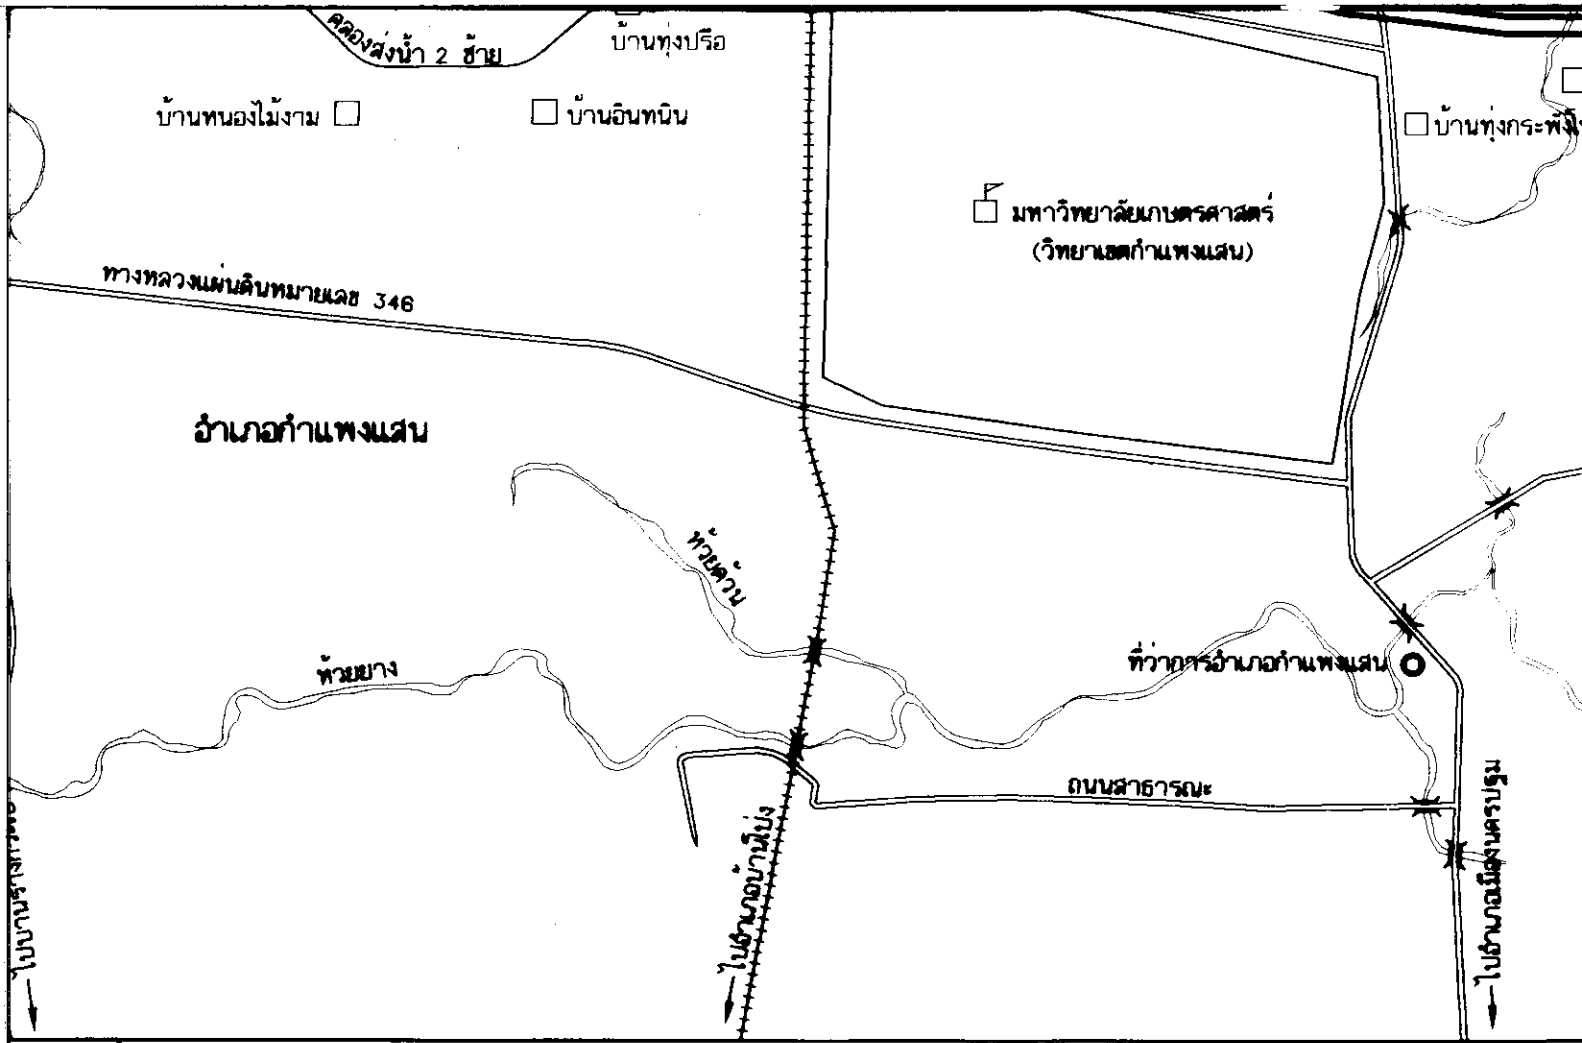 คลองส่งน้ำ 2 ซ้าย
บ้านทุ่งปรือ
บ้านหนองไม้งาม
บ้านอินทนิน
บ้านทุ่งกระพังโ
มหาวิทยาลัยเกษตรศาสตร์
(วิทยาเขตกำแพงแสน)
ทางหลวงแผ่นดินหมายเลข 346
อำเภอกำแพงแสน
ห้วยด้วน
ห้วยยาง
ที่ว่าการอำเภอกำแพงแสน
ถนนสาธารณะ
ไปอำเภอบ้านโป่ง
ไปอำเภอเมืองนครปฐม